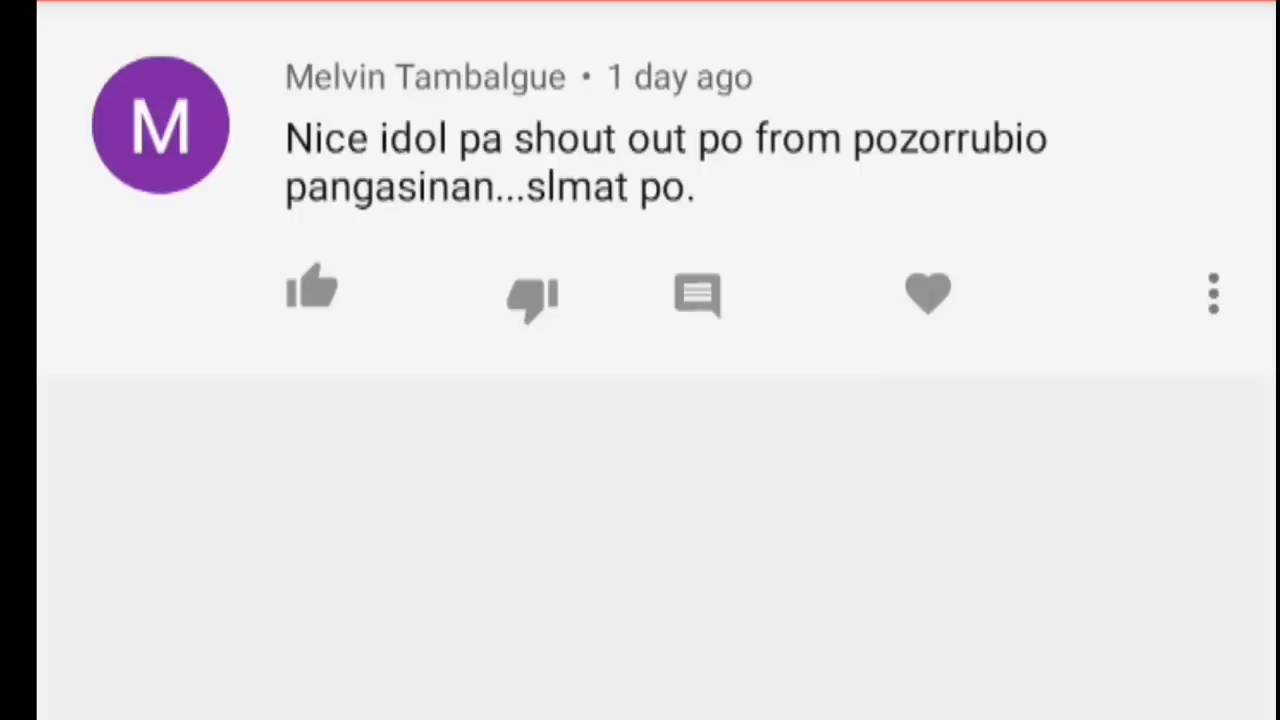 M
Melvin Tambalgue • 1 day ago
Nice idol pa shout out po from pozorrubio
pangasinan...slmat po.